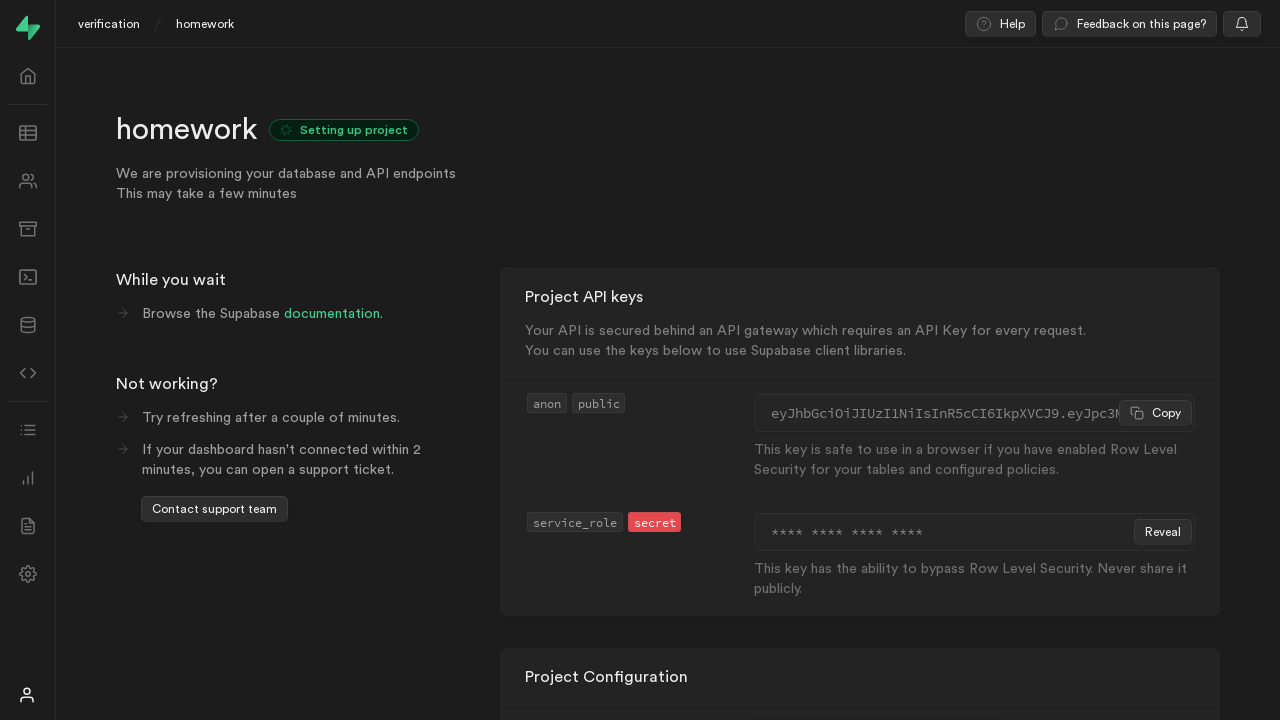 verification / homework
Help
Feedback on this page?
homework
Setting up project
We are provisioning your database and API endpoints
This may take a few minutes
While you wait
Browse the Supabase documentation.
Not working?
Try refreshing after a couple of minutes.
If your dashboard hasn't connected within 2
minutes, you can open a support ticket.
Contact support team
Project API keys
Your API is secured behind an API gateway which requires an API Key for every request.
You can use the keys below to use Supabase client libraries.
anon public
eyJhbGciOiJIUzI1NiIsInR5cCI6IkpXVCJ9.eyJpc3M
Copy
This key is safe to use in a browser if you have enabled Row Level
Security for your tables and configured policies.
service_role secret
**** **** **** ****
Reveal
This key has the ability to bypass Row Level Security. Never share it
publicly.
Project Configuration